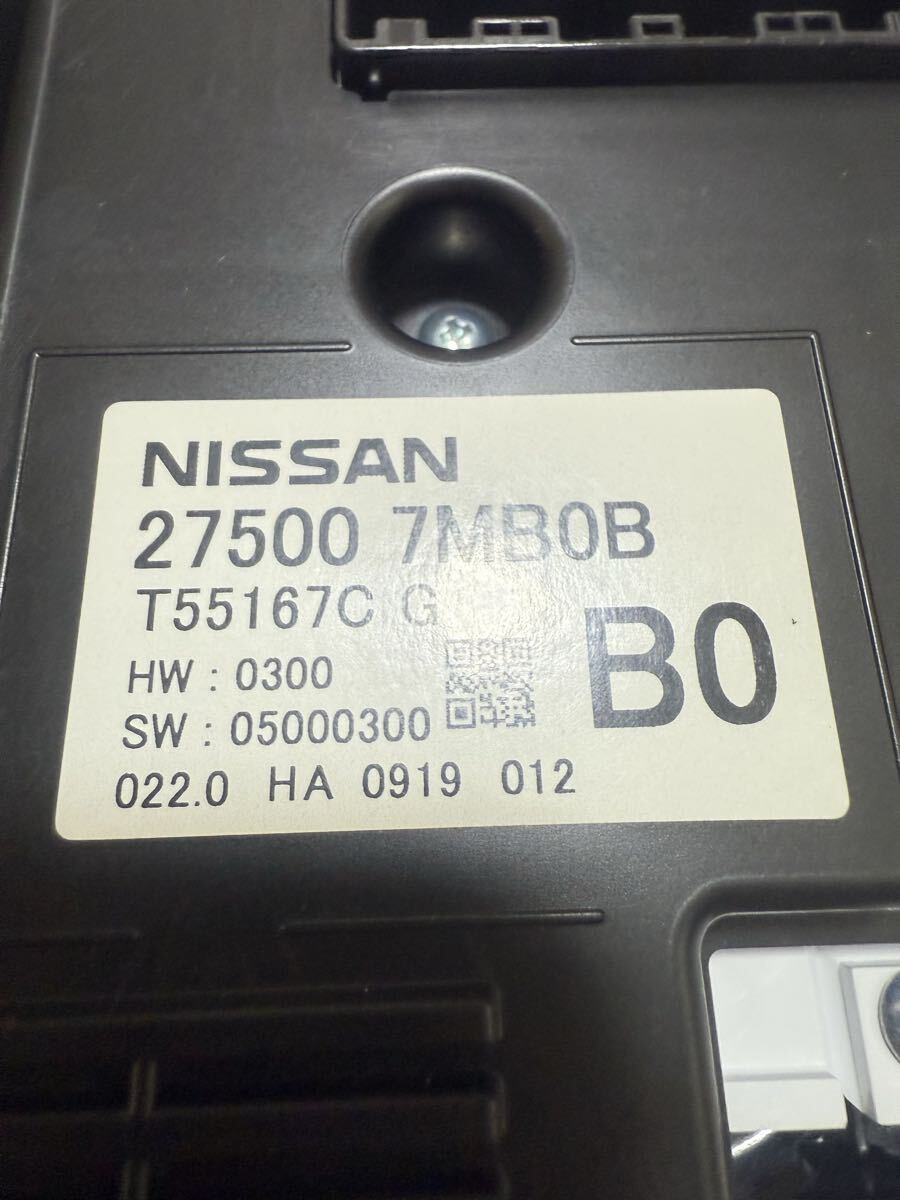 NISSAN
27500 7MB0B
T55167C G
HW : 0300
SW : 05000300
B0
022.0 HA 0919 012